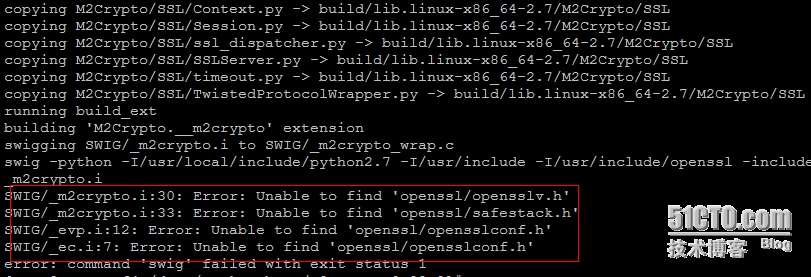 copying M2Crypto/SSL/Context.py -> build/lib.linux-x86_64-2.7/M2Crypto/SSL
copying M2Crypto/SSL/Session.py -> build/lib.linux-x86_64-2.7/M2Crypto/SSL
copying M2Crypto/SSL/ssl_dispatcher.py -> build/lib.linux-x86_64-2.7/M2Crypto/SSL
copying M2Crypto/SSL/SSLServer.py -> build/lib.linux-x86_64-2.7/M2Crypto/SSL
copying M2Crypto/SSL/timeout.py -> build/lib.linux-x86_64-2.7/M2Crypto/SSL
copying M2Crypto/SSL/TwistedProtocolWrapper.py -> build/lib.linux-x86_64-2.7/M2Crypto/SSL
running build_ext
building 'M2Crypto.__m2crypto' extension
swigging SWIG/_m2crypto.i to SWIG/_m2crypto_wrap.c
swig -python -I/usr/local/include/python2.7 -I/usr/include -I/usr/include/openssl -include
_m2crypto.i
SWIG/_m2crypto.i:30: Error: Unable to find 'openssl/opensslv.h'
SWIG/_m2crypto.i:33: Error: Unable to find 'openssl/safestack.h'
SWIG/_evp.i:12: Error: Unable to find 'openssl/opensslconf.h'
SWIG/_ec.i:7: Error: Unable to find 'openssl/opensslconf.h'
error: command 'swig' failed with exit status 1
51CTO.com
技术博客 Blog